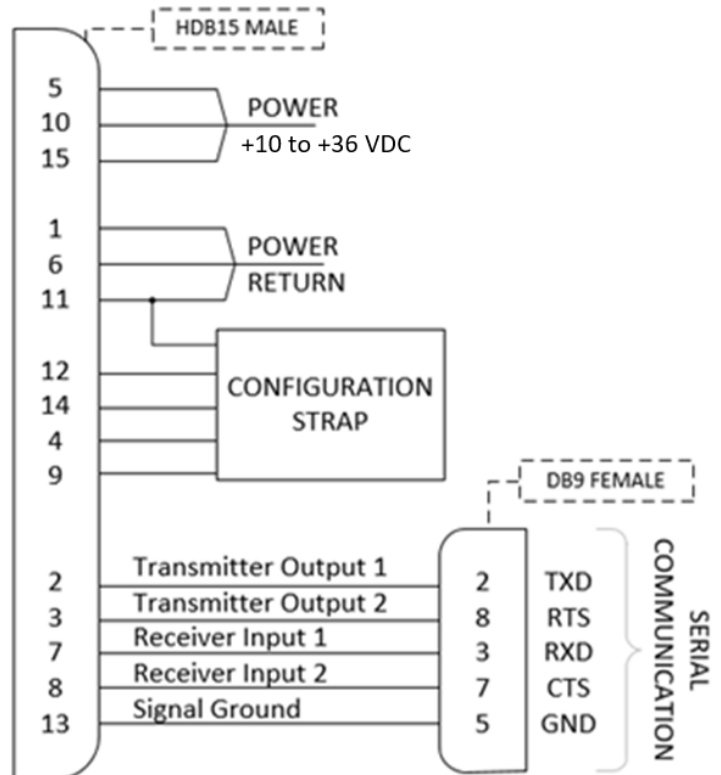 HDB15 MALE
5
10
15
POWER
+10 to +36 VDC
1
6
11
POWER
RETURN
12
14
4
9
CONFIGURATION
STRAP
DB9 FEMALE
2 Transmitter Output 1 2 TXD
3 Transmitter Output 2 8 RTS
7 Receiver Input 1 3 RXD
8 Receiver Input 2 7 CTS
13 Signal Ground 5 GND
SERIAL
COMMUNICATION